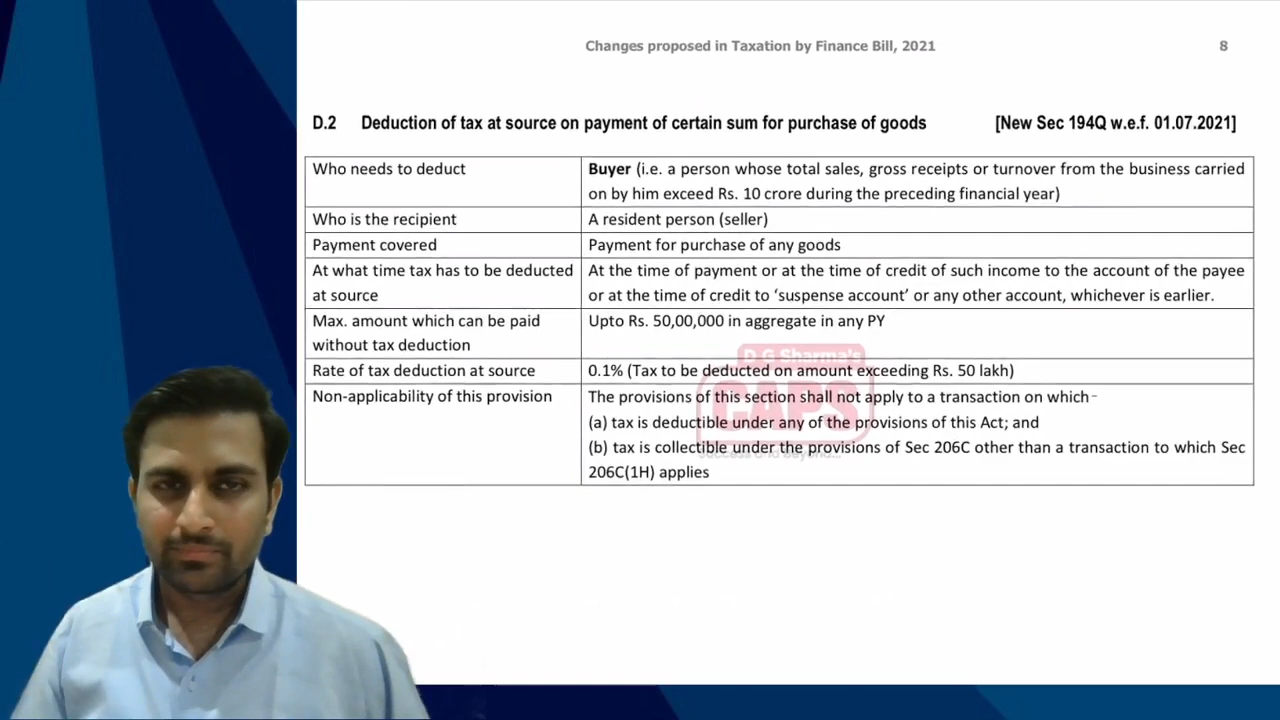 Changes proposed in Taxation by Finance Bill, 2021 8
D.2 Deduction of tax at source on payment of certain sum for purchase of goods [New Sec 194Q w.e.f. 01.07.2021]
Who needs to deduct
Buyer (i.e. a person whose total sales, gross receipts or turnover from the business carried
on by him exceed Rs. 10 crore during the preceding financial year)
Who is the recipient
A resident person (seller)
Payment covered
Payment for purchase of any goods
At what time tax has to be deducted
at source
At the time of payment or at the time of credit of such income to the account of the payee
or at the time of credit to ‘suspense account’ or any other account, whichever is earlier.
Max. amount which can be paid
without tax deduction
Upto Rs. 50,00,000 in aggregate in any PY
Rate of tax deduction at source
0.1% (Tax to be deducted on amount exceeding Rs. 50 lakh)
Non-applicability of this provision
The provisions of this section shall not apply to a transaction on which-
(a) tax is deductible under any of the provisions of this Act; and
(b) tax is collectible under the provisions of Sec 206C other than a transaction to which Sec
206C(1H) applies
D G Sharma's
CAPS